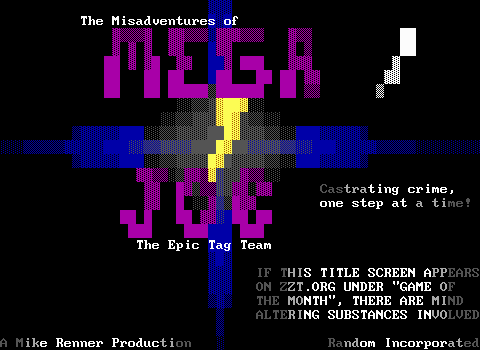 The Misadventures of
MEGA
Castrating crime,
one step at a time!
The Epic Tag Team
IF THIS TITLE SCREEN APPEARS
ON ZZT.ORG UNDER "GAME OF
THE MONTH", THERE ARE MIND
ALTERING SUBSTANCES INVOLVED
A Mike Renner Production
Random Incorporated